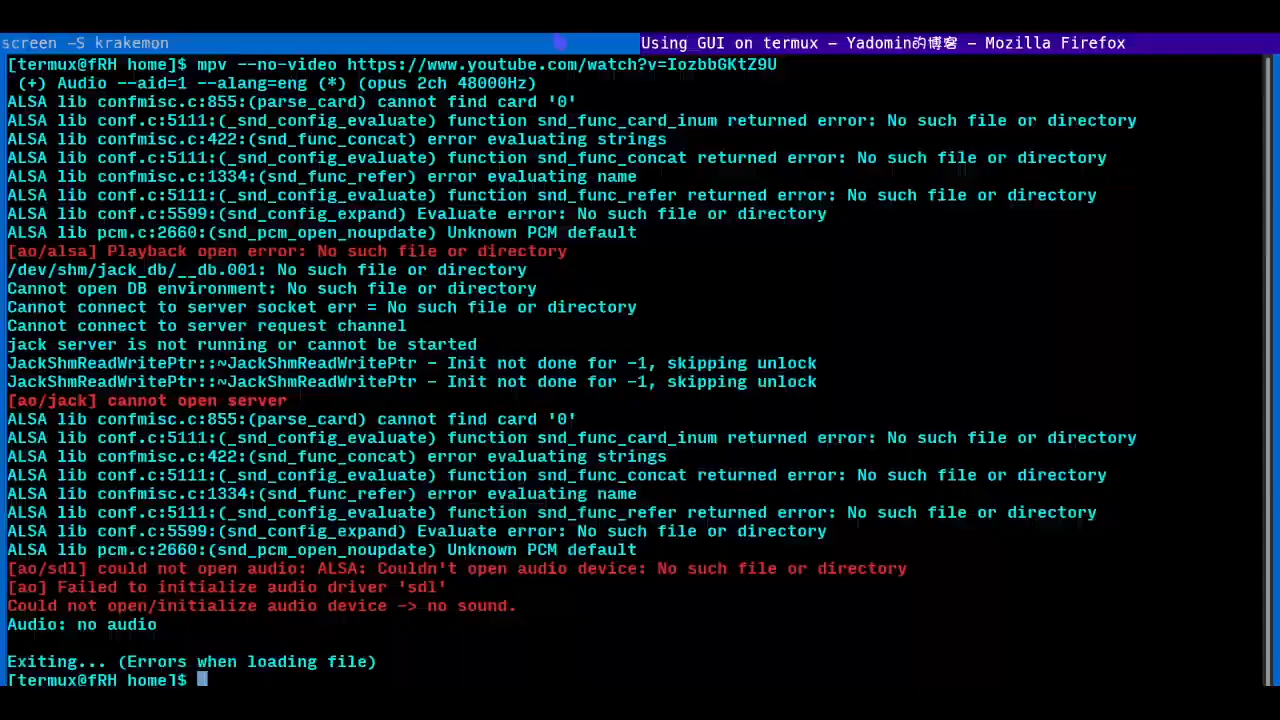 screen -S krakemon
Using GUI on termux — Yadomin的博客 — Mozilla Firefox
[termux@fRH home]$ mpv --no-video https://www.youtube.com/watch?v=IozbbGKtZ9U
 (+) Audio --aid=1 --alang=eng (*) (opus 2ch 48000Hz)
ALSA lib confmisc.c:855:(parse_card) cannot find card '0'
ALSA lib conf.c:5111:(_snd_config_evaluate) function snd_func_card_inum returned error: No such file or directory
ALSA lib confmisc.c:422:(snd_func_concat) error evaluating strings
ALSA lib conf.c:5111:(_snd_config_evaluate) function snd_func_concat returned error: No such file or directory
ALSA lib confmisc.c:1334:(snd_func_refer) error evaluating name
ALSA lib conf.c:5111:(_snd_config_evaluate) function snd_func_refer returned error: No such file or directory
ALSA lib conf.c:5599:(snd_config_expand) Evaluate error: No such file or directory
ALSA lib pcm.c:2660:(snd_pcm_open_noupdate) Unknown PCM default
[ao/alsa] Playback open error: No such file or directory
/dev/shm/jack_db/__db.001: No such file or directory
Cannot open DB environment: No such file or directory
Cannot connect to server socket err = No such file or directory
Cannot connect to server request channel
jack server is not running or cannot be started
JackShmReadWritePtr::~JackShmReadWritePtr - Init not done for -1, skipping unlock
JackShmReadWritePtr::~JackShmReadWritePtr - Init not done for -1, skipping unlock
[ao/jack] cannot open server
ALSA lib confmisc.c:855:(parse_card) cannot find card '0'
ALSA lib conf.c:5111:(_snd_config_evaluate) function snd_func_card_inum returned error: No such file or directory
ALSA lib confmisc.c:422:(snd_func_concat) error evaluating strings
ALSA lib conf.c:5111:(_snd_config_evaluate) function snd_func_concat returned error: No such file or directory
ALSA lib confmisc.c:1334:(snd_func_refer) error evaluating name
ALSA lib conf.c:5111:(_snd_config_evaluate) function snd_func_refer returned error: No such file or directory
ALSA lib conf.c:5599:(snd_config_expand) Evaluate error: No such file or directory
ALSA lib pcm.c:2660:(snd_pcm_open_noupdate) Unknown PCM default
[ao/sdl] could not open audio: ALSA: Couldn't open audio device: No such file or directory
[ao] Failed to initialize audio driver 'sdl'
Could not open/initialize audio device -> no sound.
Audio: no audio
Exiting... (Errors when loading file)
[termux@fRH home]$